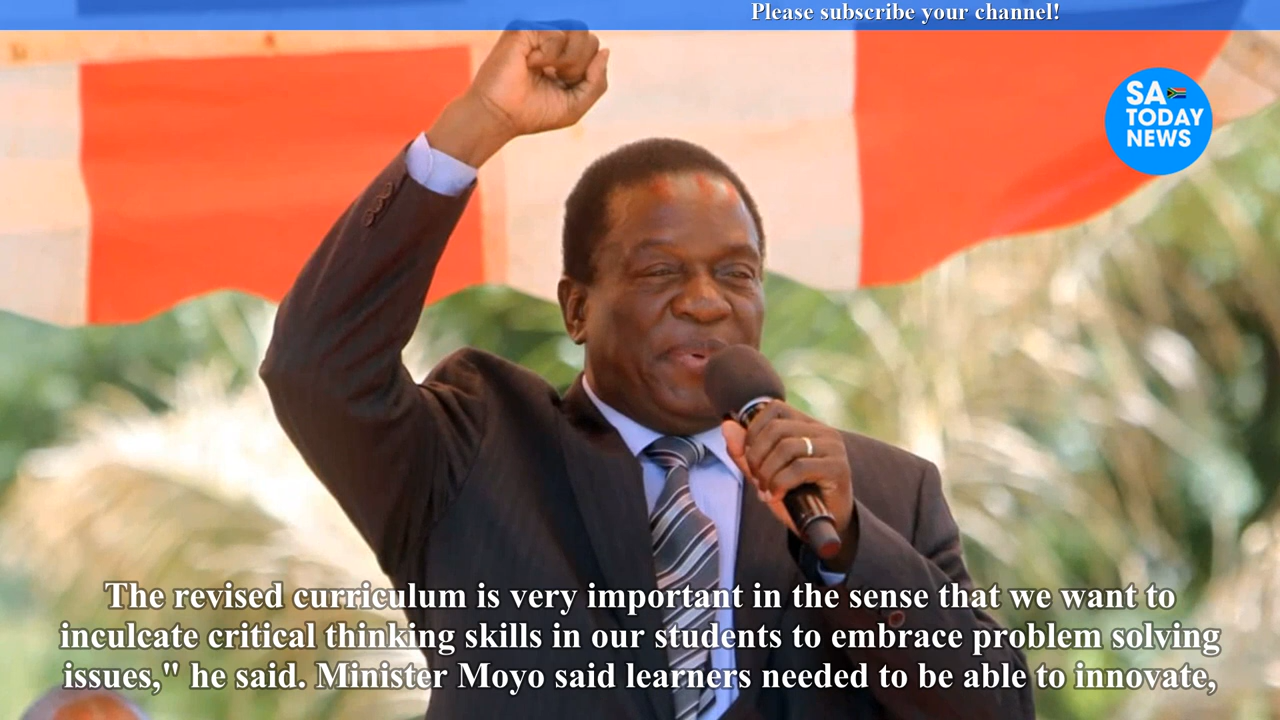 Please subscribe your channel!
SA
TODAY
NEWS
The revised curriculum is very important in the sense that we want to
inculcate critical thinking skills in our students to embrace problem solving
issues," he said. Minister Moyo said learners needed to be able to innovate,